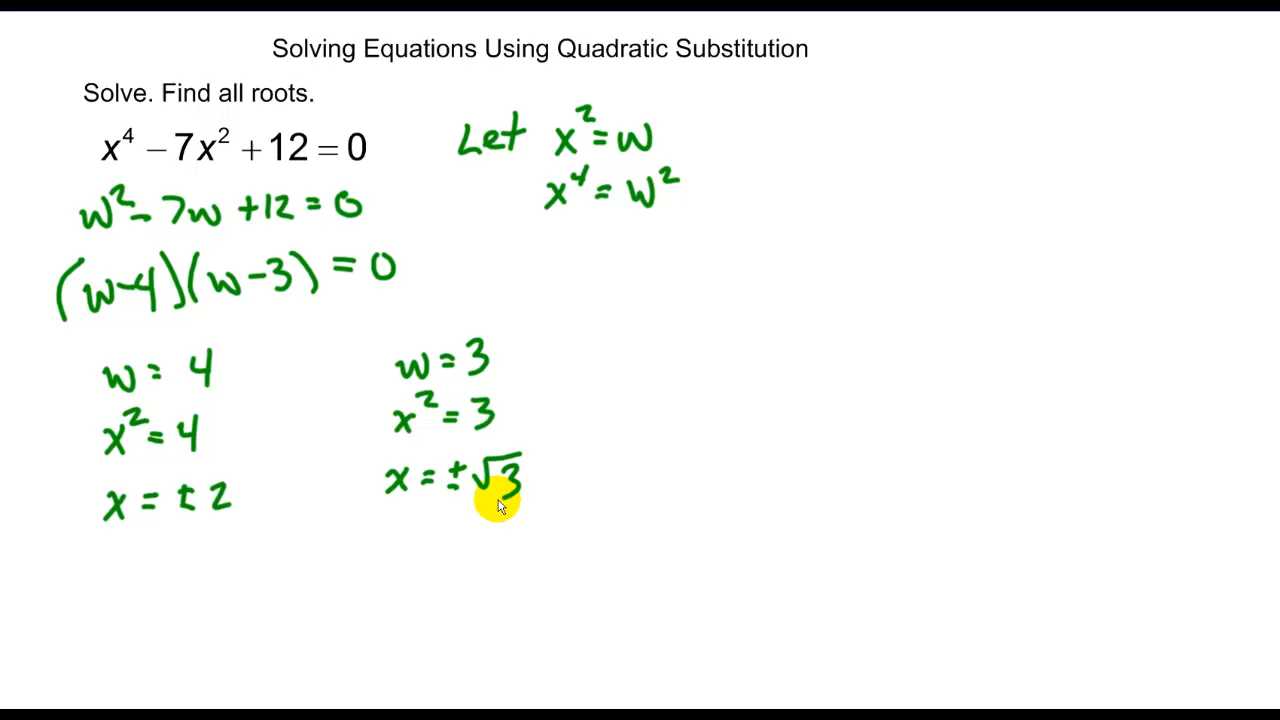 Solving Equations Using Quadratic Substitution
Solve. Find all roots.
x⁴ − 7x² + 12 = 0
Let x² = w
x⁴ = w²
w² − 7w + 12 = 0
(w − 4)(w − 3) = 0
w = 4
x² = 4
x = ± 2
w = 3
x² = 3
x = ± √3